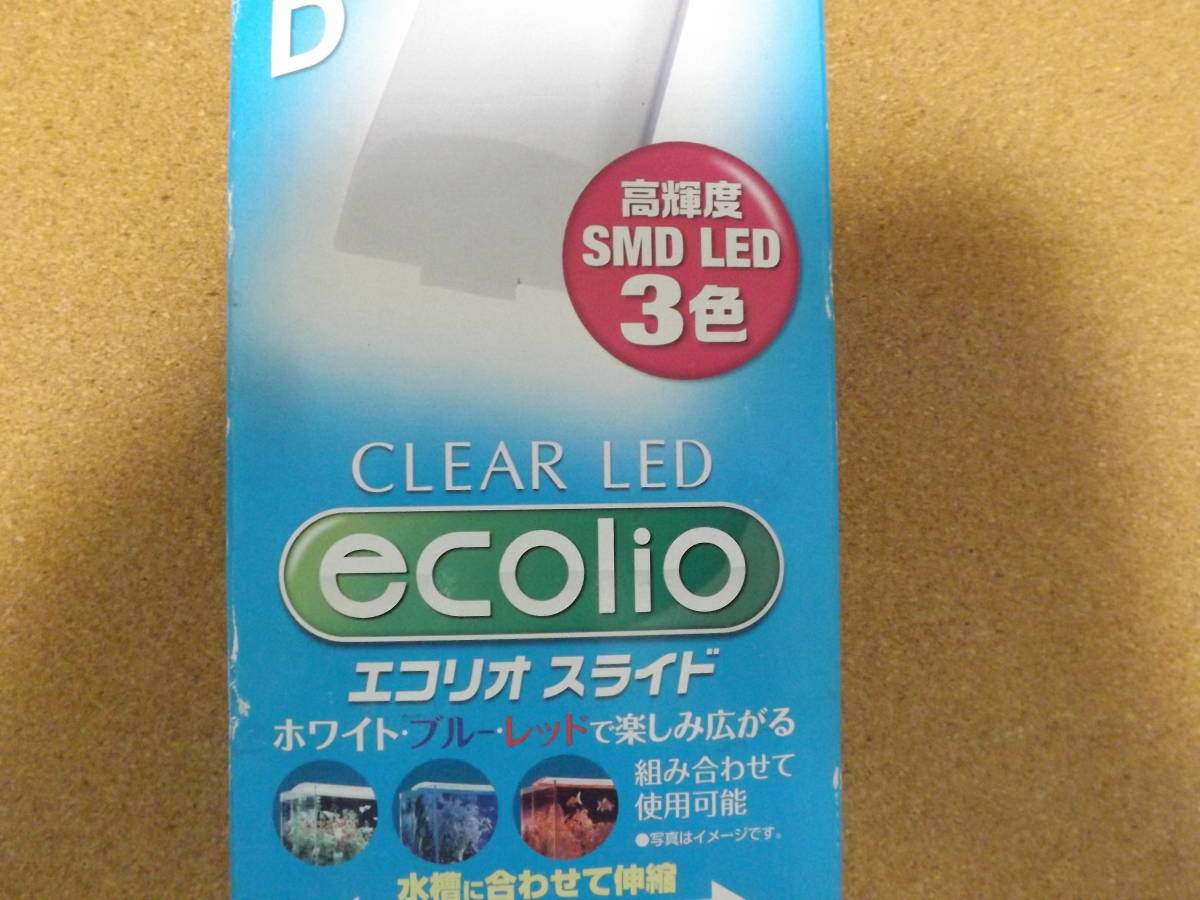 D
高輝度
SMD LED
3色
CLEAR LED
ecolio
エコリオ スライド
ホワイト・ブルー・レッドで楽しみ広がる
組み合わせて
使用可能
●写真はイメージです。
水槽に合わせて伸縮